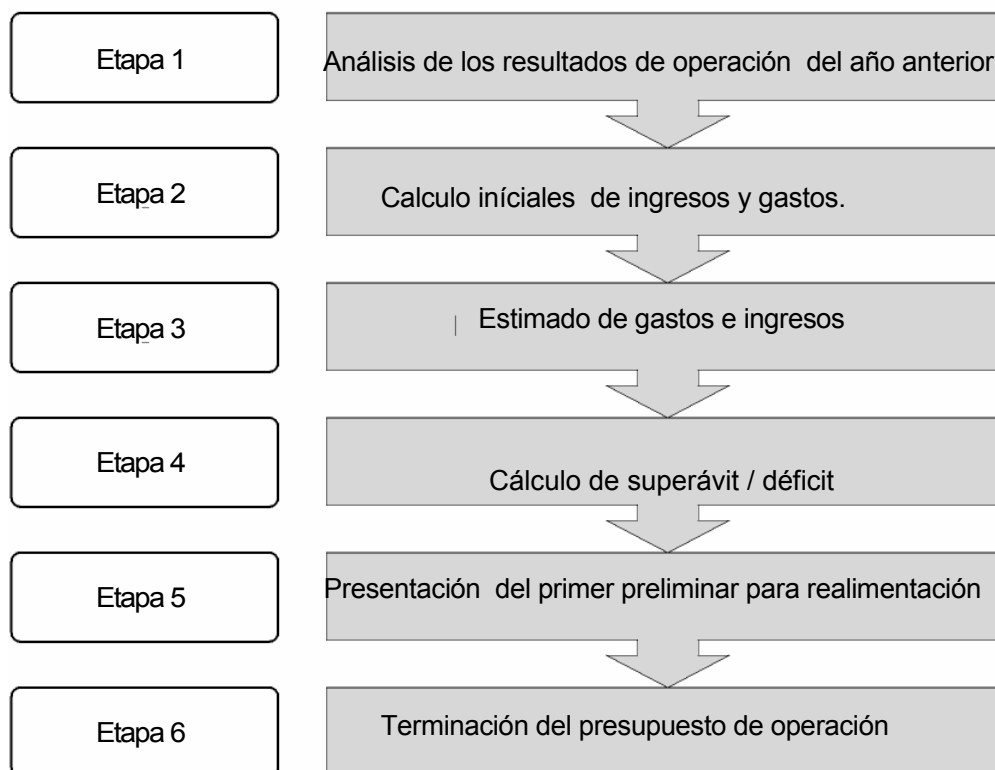 Etapa 1
Análisis de los resultados de operación del año anterior
Etapa 2
Calculo iníciales de ingresos y gastos.
Etapa 3
Estimado de gastos e ingresos
Etapa 4
Cálculo de superávit / déficit
Etapa 5
Presentación del primer preliminar para realimentación
Etapa 6
Terminación del presupuesto de operación